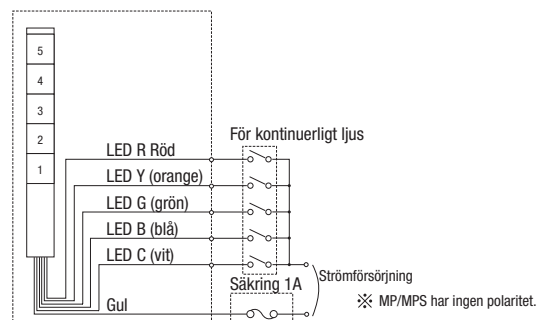 5
4
3
2
1
För kontinuerligt ljus
LED R Röd
LED Y (orange)
LED G (grön)
LED B (blå)
LED C (vit)
Säkring 1A
Strömförsörjning
Gul
※ MP/MPS har ingen polaritet.